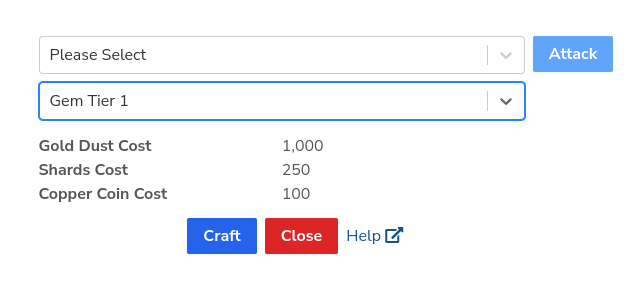 Please Select
Attack
Gem Tier 1
Gold Dust Cost 1,000
Shards Cost 250
Copper Coin Cost 100
Craft Close Help